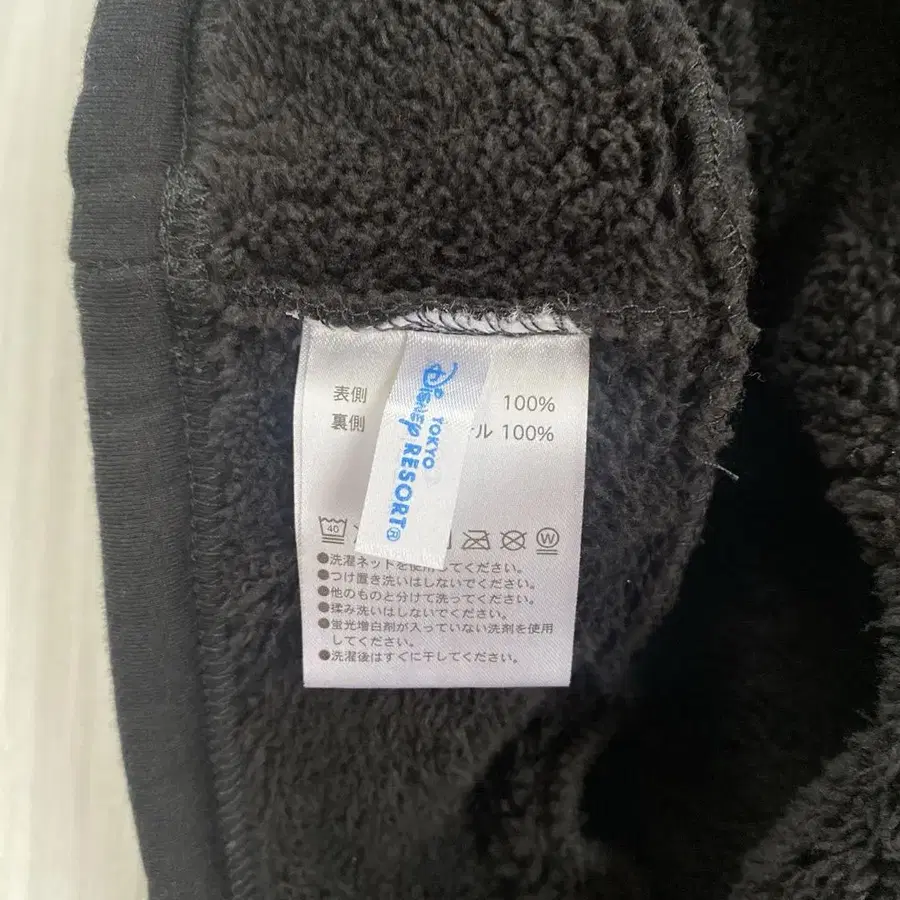 表側 100%
裏側 ル 100%
TOKYO
Disney RESORT®
40
W
●洗濯ネットを使用してください。
●つけ置き洗いはしないでください。
●他のものと分けて洗ってください。
●揉み洗いはしないでください。
●蛍光増白剤が入っていない洗剤を使用
してください。
●洗濯後はすぐに干してください。